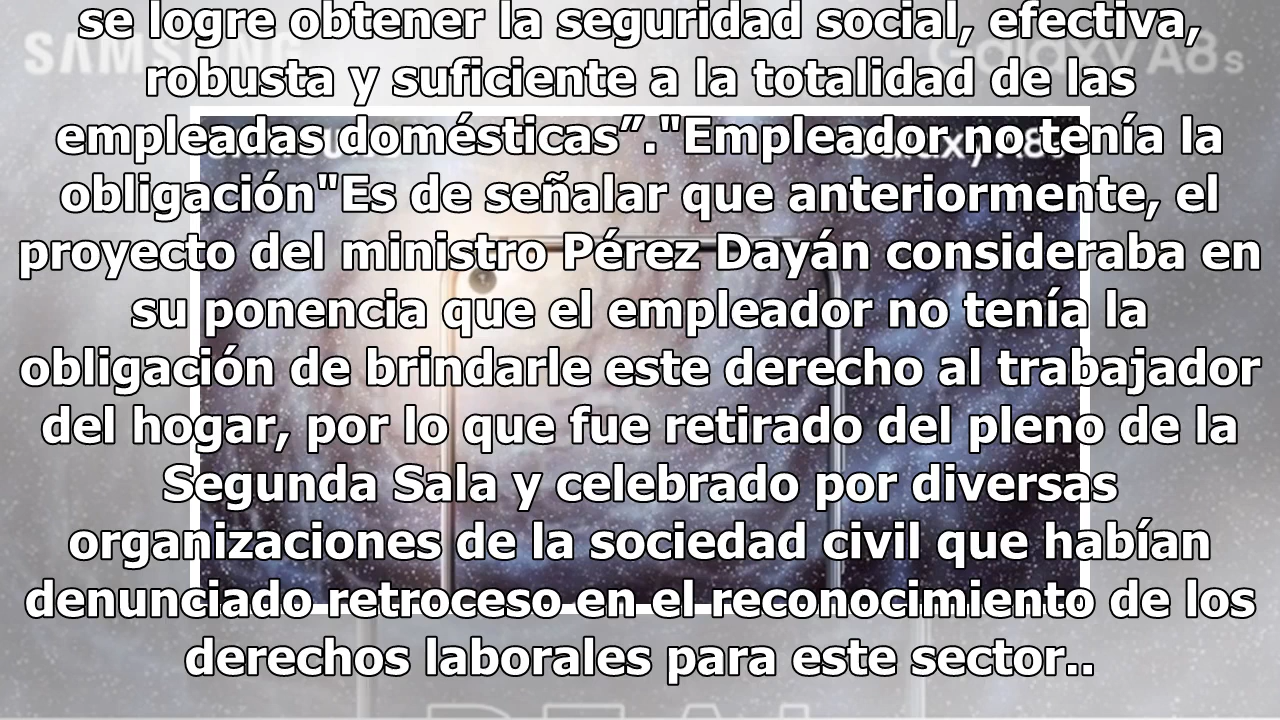 se logre obtener la seguridad social, efectiva,
SAMSUNG
Galaxy A8s
robusta y suficiente a la totalidad de las
empleadas domésticas”."Empleador no tenía la
obligación"Es de señalar que anteriormente, el
proyecto del ministro Pérez Dayán consideraba en
su ponencia que el empleador no tenía la
obligación de brindarle este derecho al trabajador
del hogar, por lo que fue retirado del pleno de la
Segunda Sala y celebrado por diversas
organizaciones de la sociedad civil que habían
denunciado retroceso en el reconocimiento de los
derechos laborales para este sector..